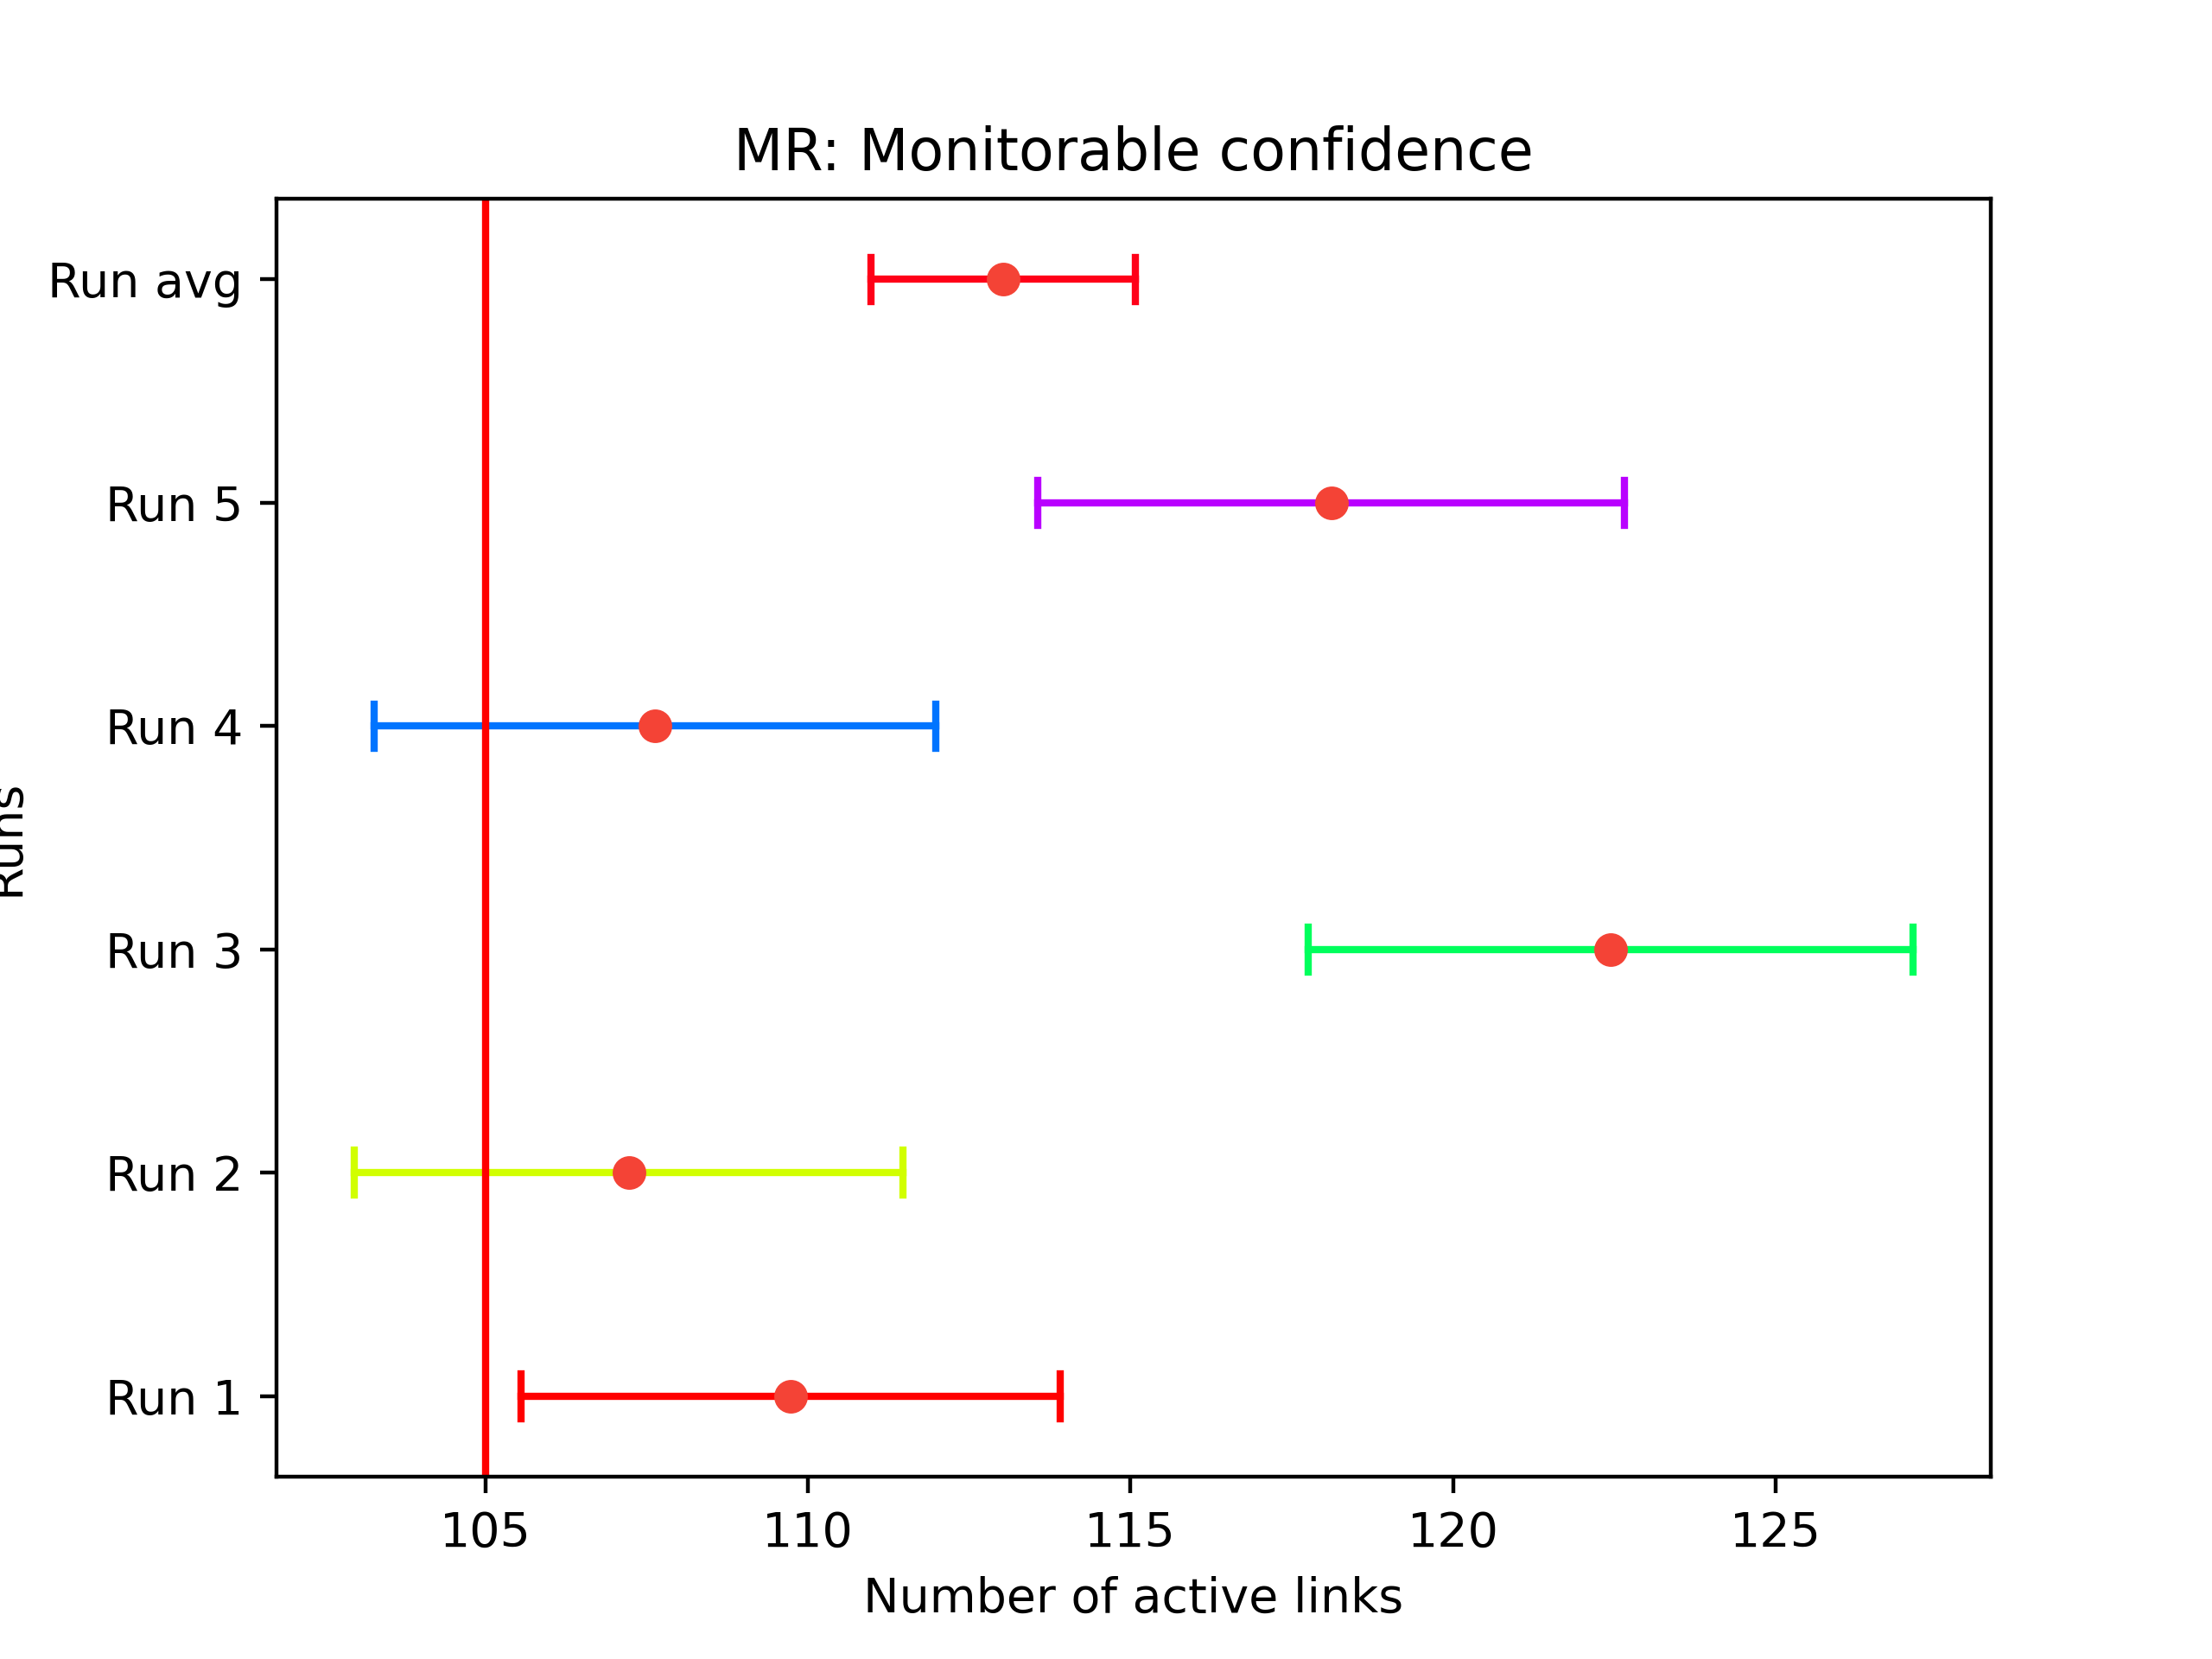 MR: Monitorable confidence
Run avg
Run 5
Run 4
Run 3
Run 2
Run 1
Runs
105 110 115 120 125
Number of active links